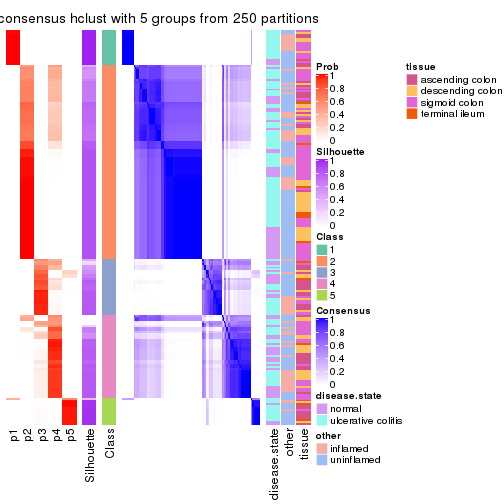 consensus hclust with 5 groups from 250 partitions
Prob
1
0.8
0.6
0.4
0.2
0
Silhouette
1
0.8
0.6
0.4
0.2
0
Class
1
2
3
4
5
Consensus
1
0.8
0.6
0.4
0.2
0
disease.state
normal
ulcerative colitis
other
inflamed
uninflamed
tissue
ascending colon
descending colon
sigmoid colon
terminal ileum
p1
p2
p3
p4
p5
Silhouette
Class
disease.state
other
tissue